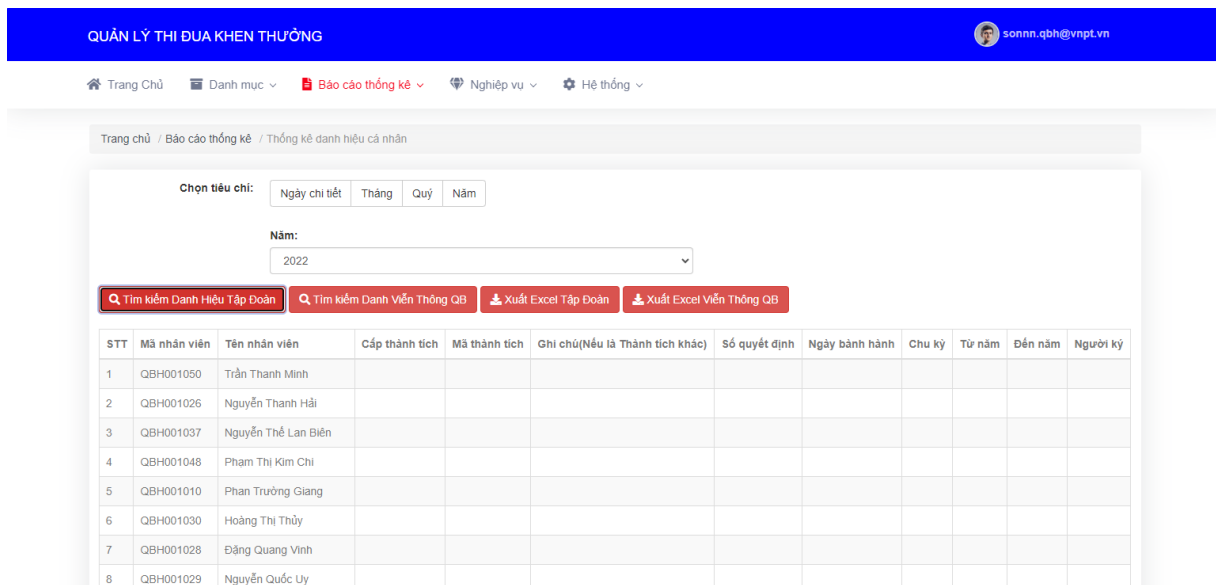 QUẢN LÝ THI ĐUA KHEN THƯỞNG
sonnn.qbh@vnpt.vn
Trang Chủ Danh mục Báo cáo thống kê Nghiệp vụ Hệ thống
Trang chủ / Báo cáo thống kê / Thống kê danh hiệu cá nhân
Chọn tiêu chí: Ngày chi tiết Tháng Quý Năm
Năm:
2022
Tìm kiếm Danh Hiệu Tập Đoàn Tìm kiếm Danh Viễn Thông QB Xuất Excel Tập Đoàn Xuất Excel Viễn Thông QB
STT Mã nhân viên Tên nhân viên Cấp thành tích Mã thành tích Ghi chú(Nếu là Thành tích khác) Số quyết định Ngày bành hành Chu kỳ Từ năm Đến năm Người ký
1 QBH001050 Trần Thanh Minh
2 QBH001026 Nguyễn Thanh Hải
3 QBH001037 Nguyễn Thế Lan Biên
4 QBH001048 Phạm Thị Kim Chi
5 QBH001010 Phan Trường Giang
6 QBH001030 Hoàng Thị Thủy
7 QBH001028 Đặng Quang Vinh
8 QBH001029 Nguyễn Quốc Uy